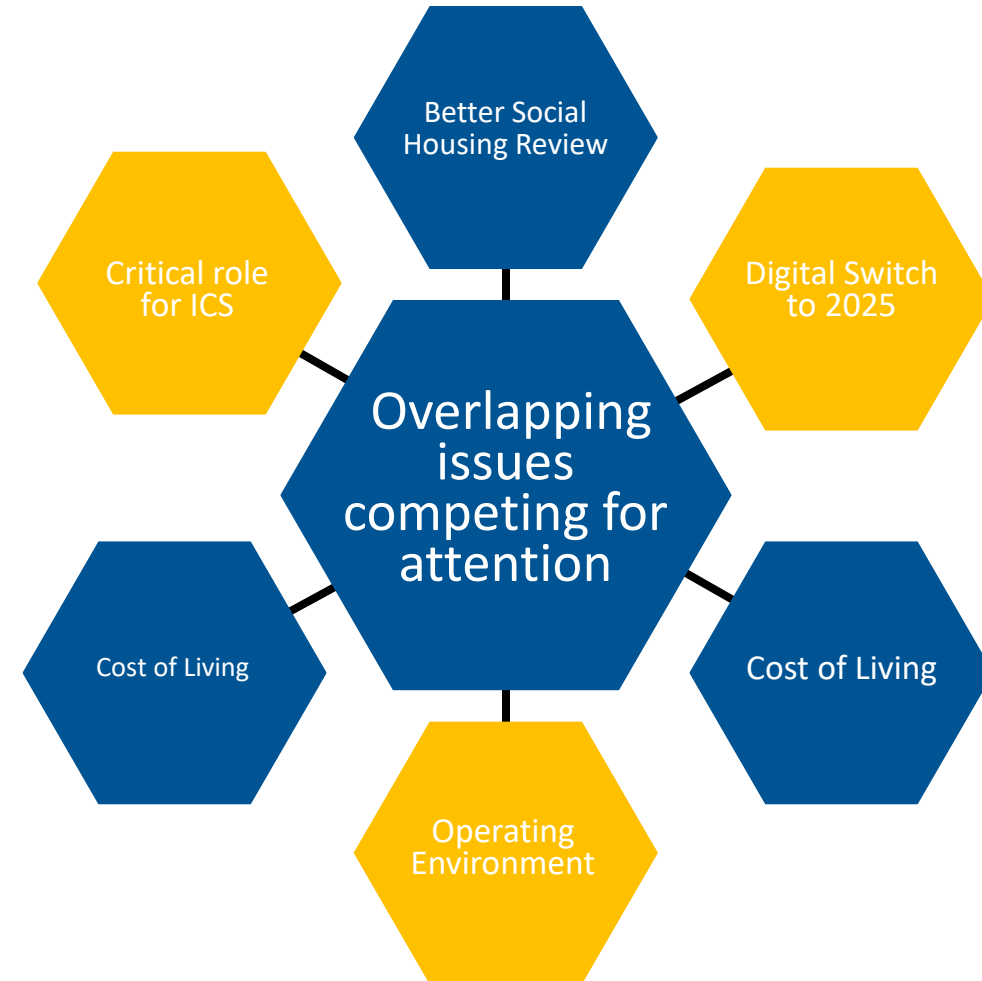 Better Social
Housing Review
Critical role
for ICS
Digital Switch
to 2025
Overlapping
issues
competing for
attention
Cost of Living
Cost of Living
Operating
Environment